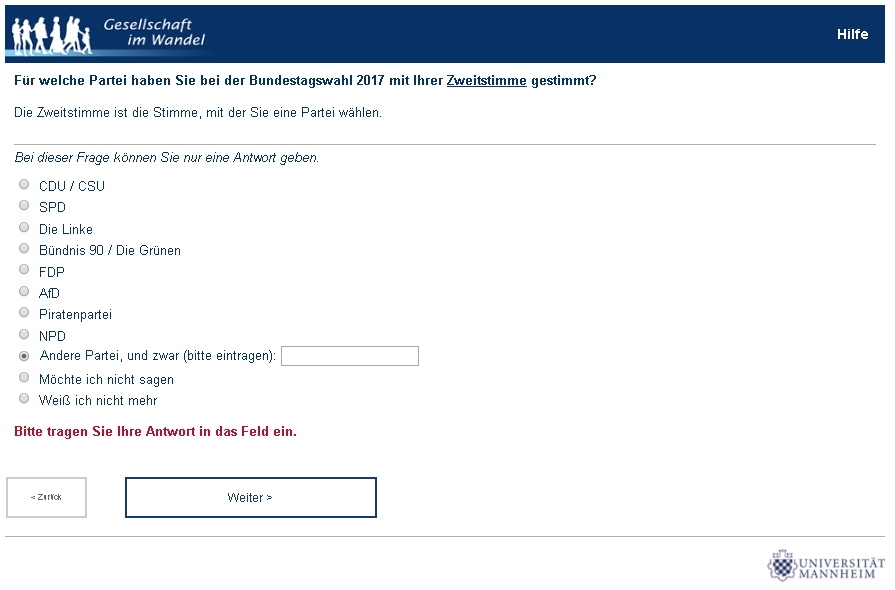 Gesellschaft
im Wandel
Hilfe
Für welche Partei haben Sie bei der Bundestagswahl 2017 mit Ihrer Zweitstimme gestimmt?
Die Zweitstimme ist die Stimme, mit der Sie eine Partei wählen.
Bei dieser Frage können Sie nur eine Antwort geben.
CDU / CSU
SPD
Die Linke
Bündnis 90 / Die Grünen
FDP
AfD
Piratenpartei
NPD
Andere Partei, und zwar (bitte eintragen):
Möchte ich nicht sagen
Weiß ich nicht mehr
Bitte tragen Sie Ihre Antwort in das Feld ein.
< Zurück
Weiter >
UNIVERSITÄT
MANNHEIM